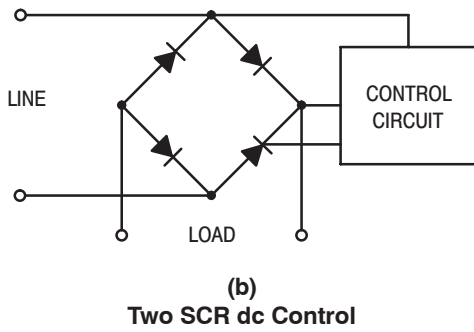 LINE
CONTROL
CIRCUIT
LOAD
(b)
Two SCR dc Control